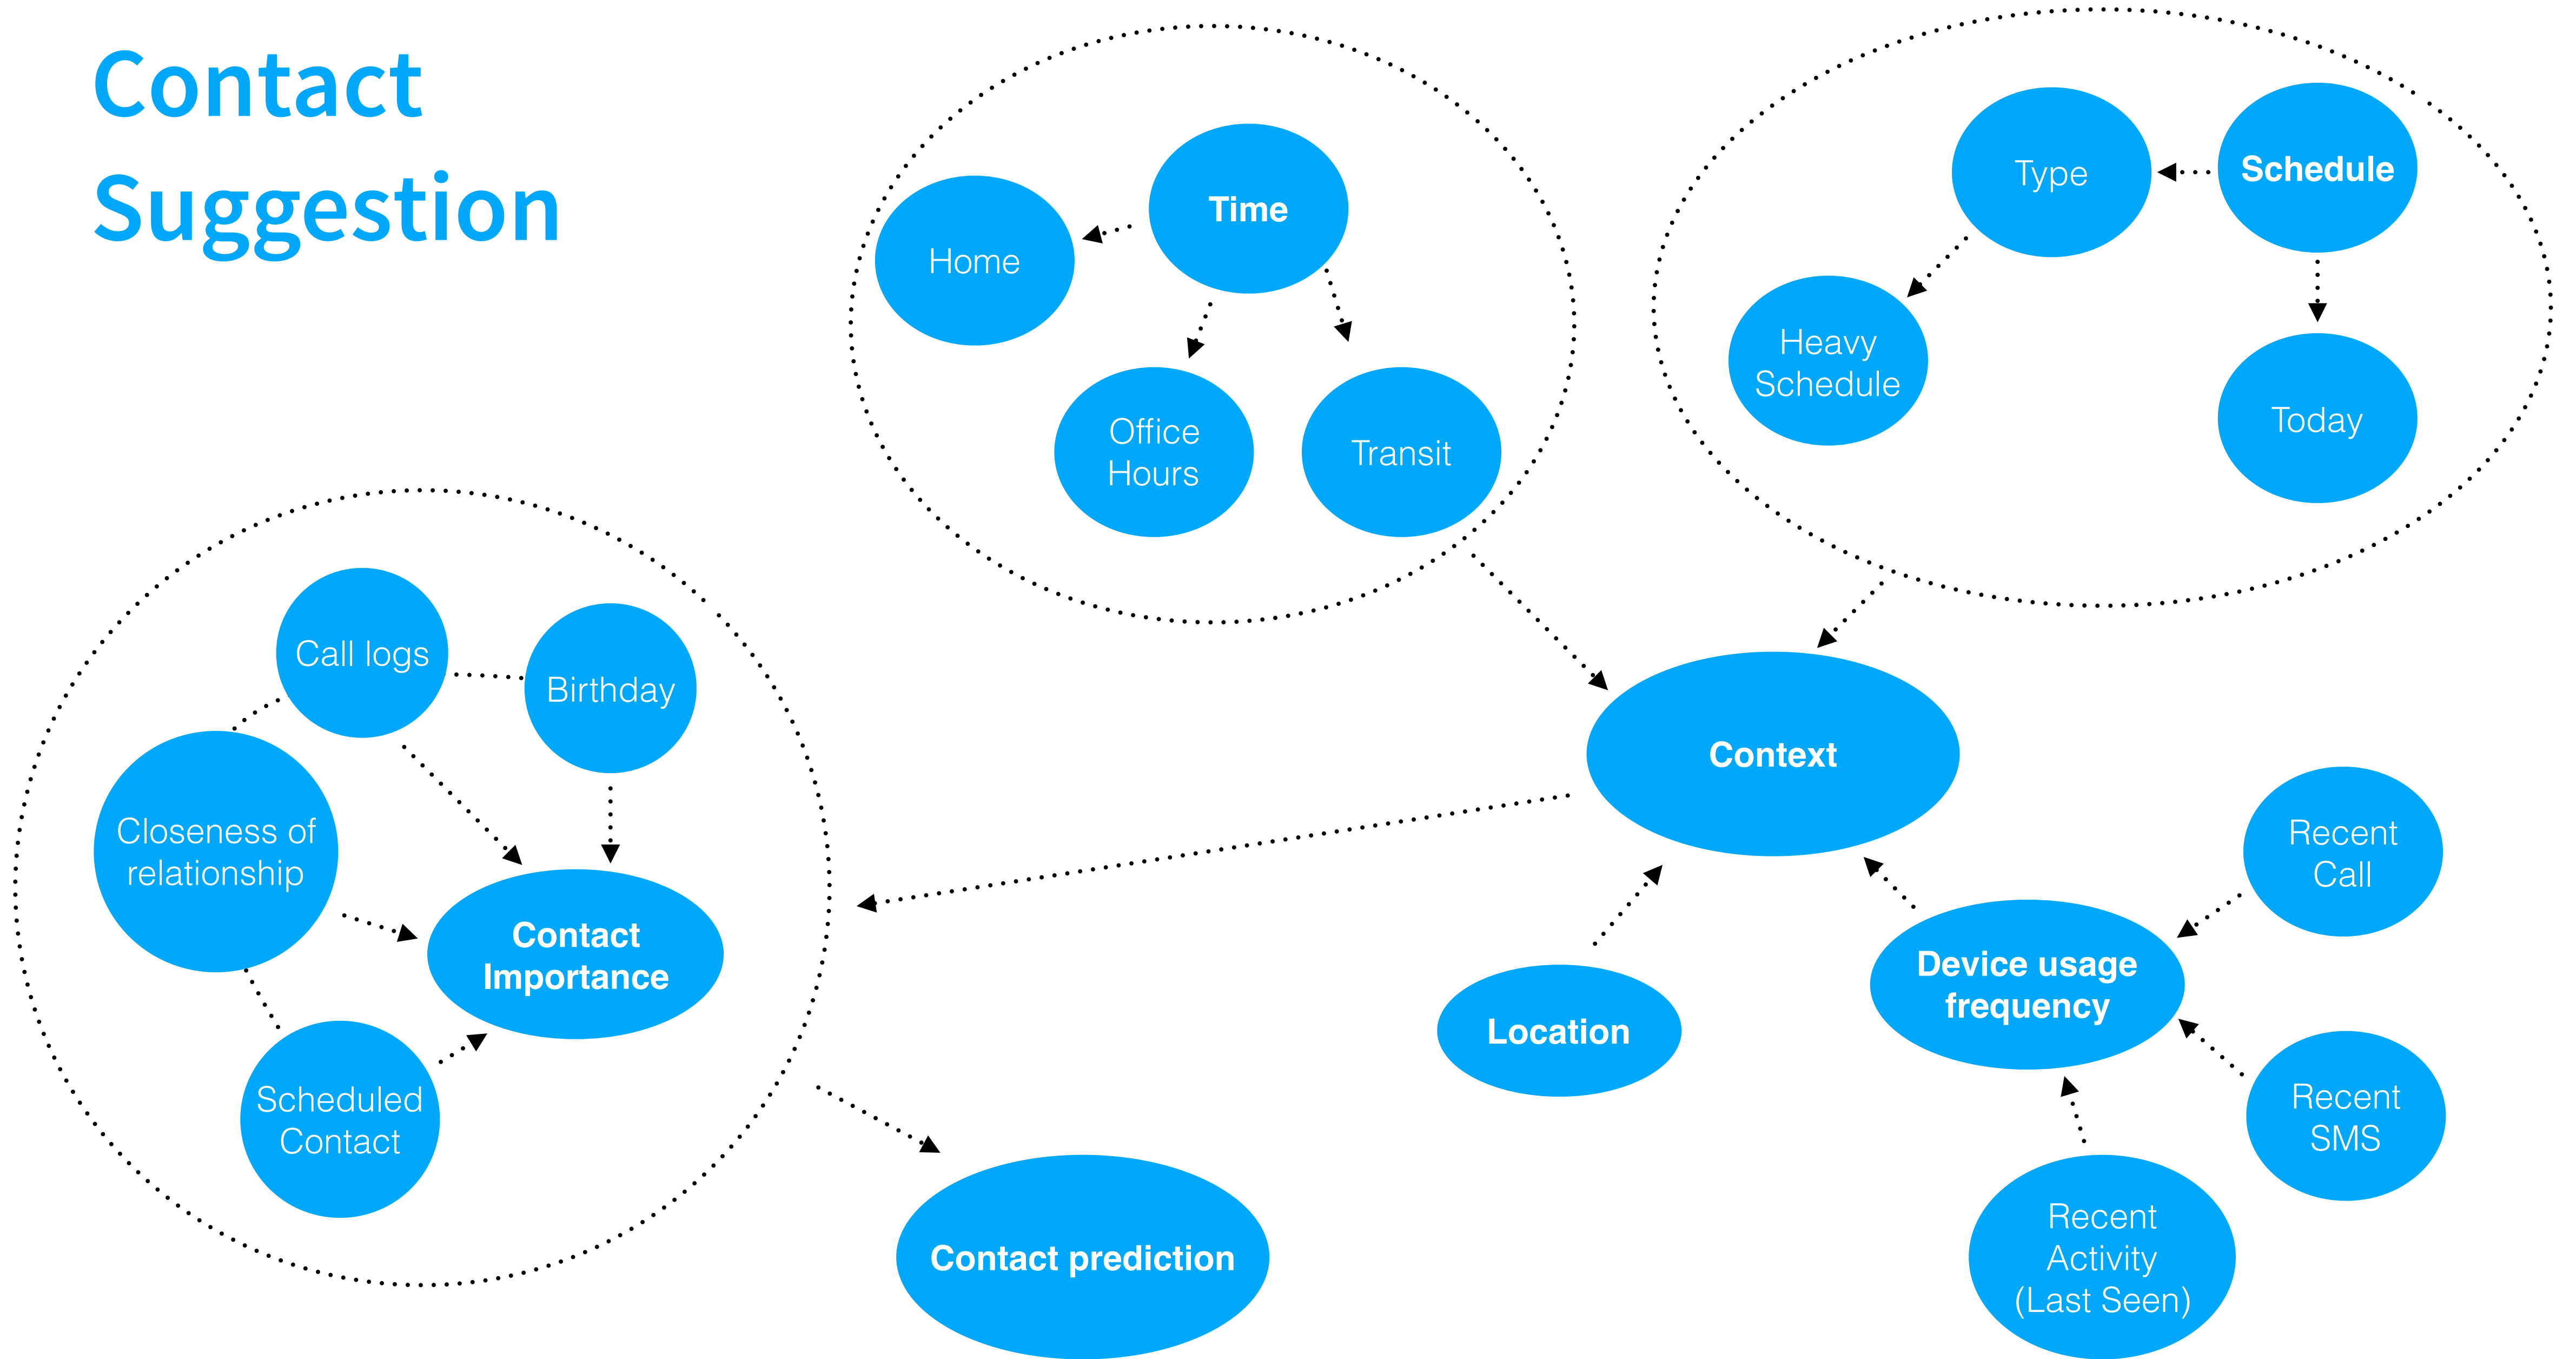 Contact
Suggestion
Time
Home
Office
Hours
Transit
Schedule
Type
Heavy
Schedule
Today
Call logs
Birthday
Closeness of
relationship
Contact
Importance
Scheduled
Contact
Context
Location
Device usage
frequency
Recent
Call
Recent
SMS
Recent
Activity
(Last Seen)
Contact prediction